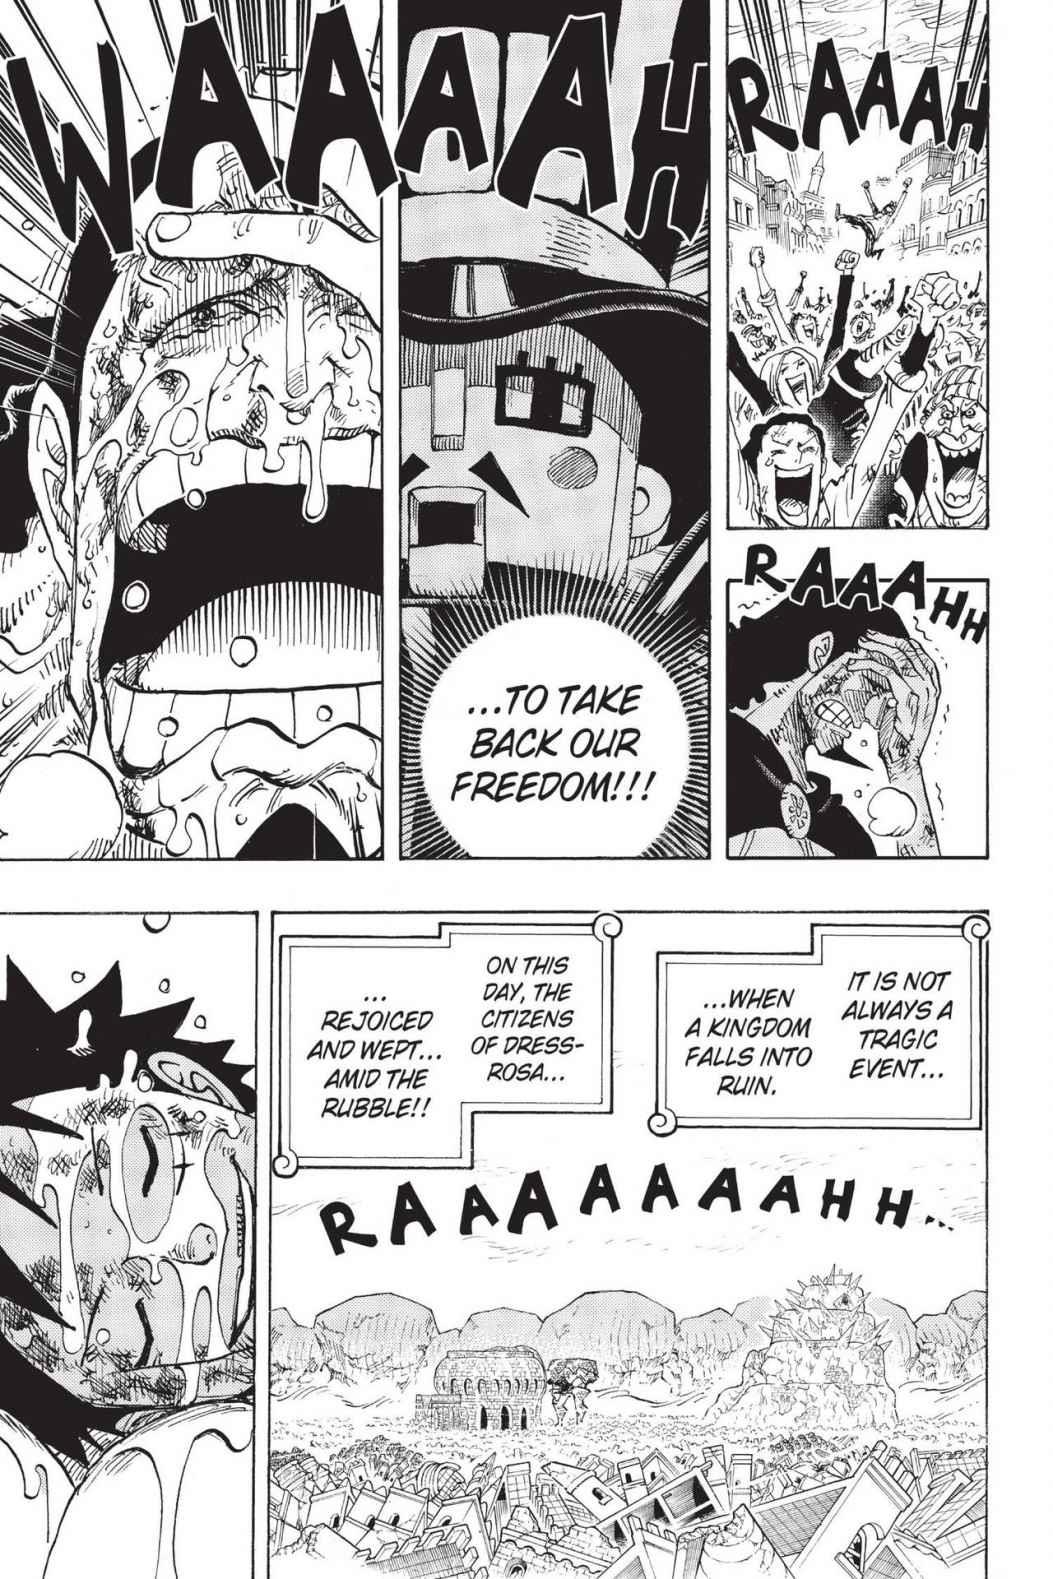 RAAAH
WAAAAH
RAAAHH
...TO TAKE
BACK OUR
FREEDOM!!!
IT IS NOT
ALWAYS A
TRAGIC
EVENT...
...WHEN
A KINGDOM
FALLS INTO
RUIN.
ON THIS
DAY, THE
CITIZENS
OF DRESS-
ROSA...
...
REJOICED
AND WEPT...
AMID THE
RUBBLE!!
RAAAAAAAAHH...